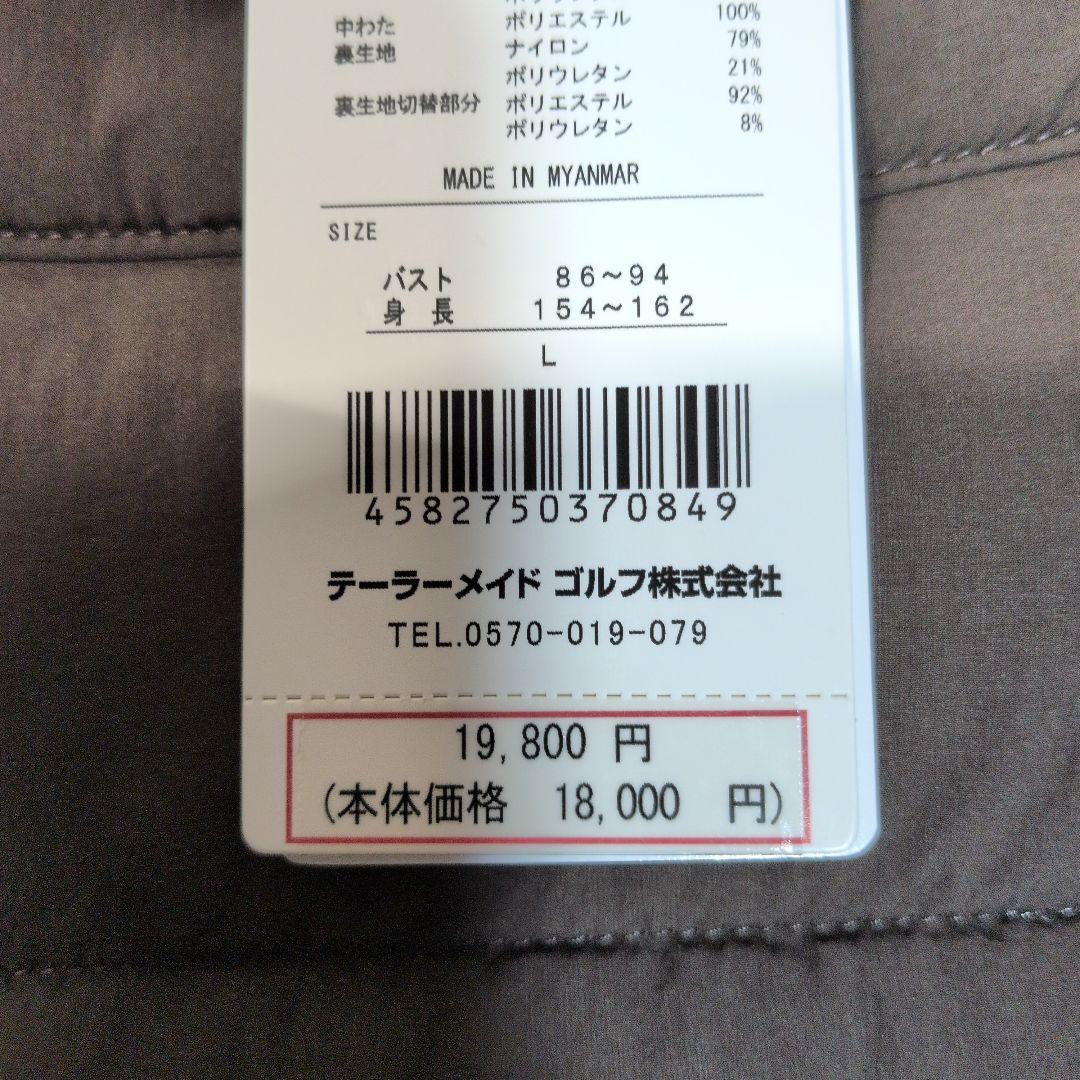 中わた ポリエステル 100%
裏生地 ナイロン 79%
ポリウレタン 21%
裏生地切替部分 ポリエステル 92%
ポリウレタン 8%
MADE IN MYANMAR
SIZE
バスト 86~94
身 長 154~162
L
4582750370849
テーラーメイド ゴルフ株式会社
TEL.0570-019-079
19,800 円
(本体価格 18,000 円)